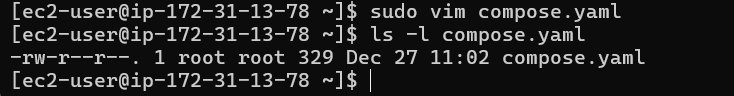 [ec2-user@ip-172-31-13-78 ~]$ sudo vim compose.yaml
[ec2-user@ip-172-31-13-78 ~]$ ls -l compose.yaml
-rw-r--r--. 1 root root 329 Dec 27 11:02 compose.yaml
[ec2-user@ip-172-31-13-78 ~]$